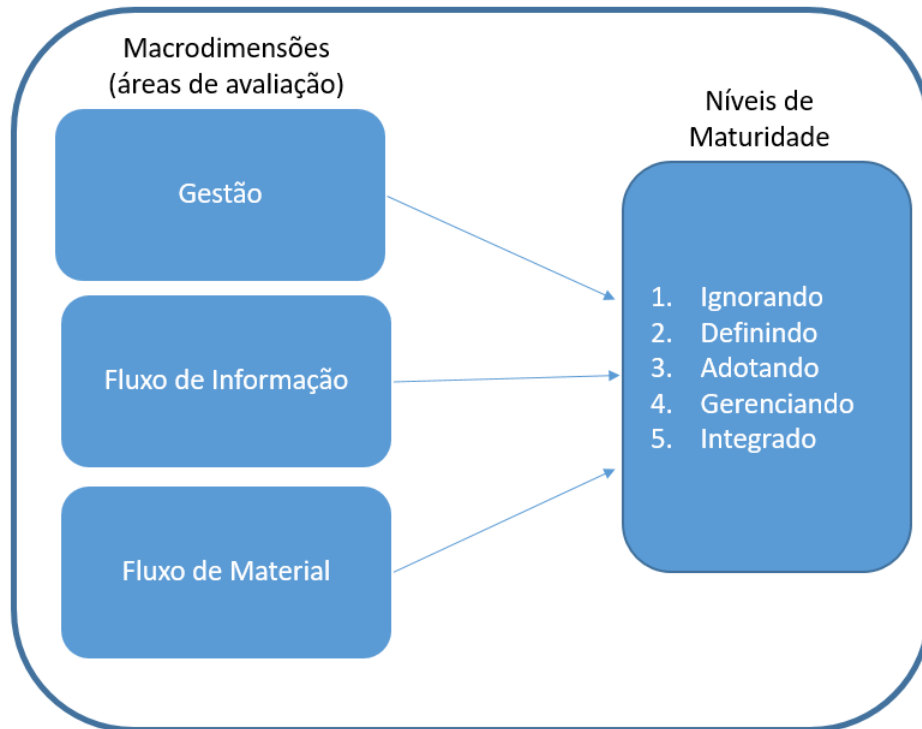 Macrodimensões
(áreas de avaliação)
Gestão
Fluxo de Informação
Fluxo de Material
Níveis de
Maturidade
1. Ignorando
2. Definindo
3. Adotando
4. Gerenciando
5. Integrado